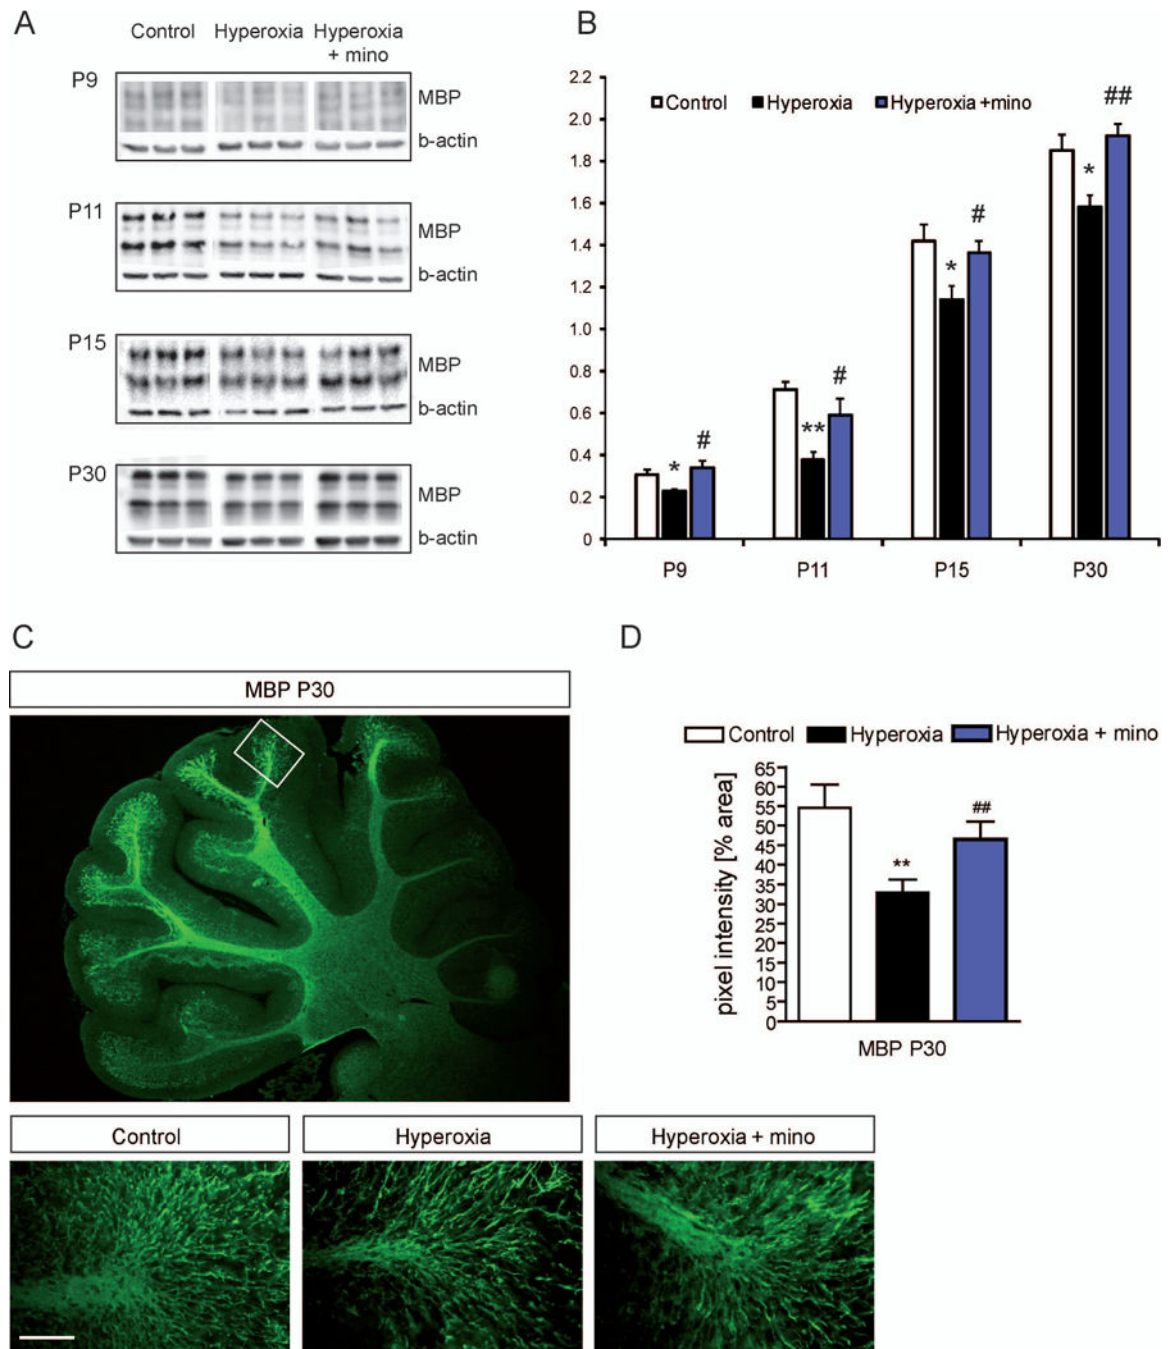 A
Control Hyperoxia Hyperoxia + mino
P9
MBP
b-actin
P11
MBP
b-actin
P15
MBP
b-actin
P30
MBP
b-actin
B
Control Hyperoxia Hyperoxia +mino
2.2
2.0
1.8
1.6
1.4
1.2
1.0
0.8
0.6
0.4
0.2
0
* #
** #
* #
* ##
P9 P11 P15 P30
C
MBP P30
Control
Hyperoxia
Hyperoxia + mino
D
Control Hyperoxia Hyperoxia + mino
pixel intensity [% area]
65
60
55
50
45
40
35
30
25
20
15
10
5
0
**
##
MBP P30